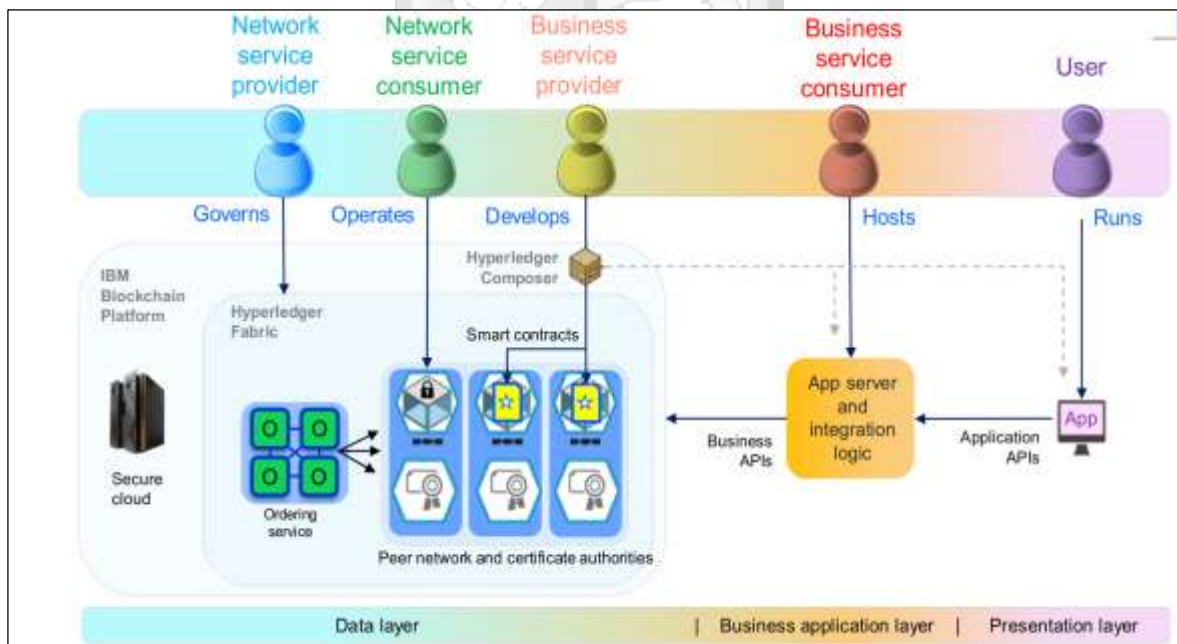 Network
service
provider
Network
service
consumer
Business
service
provider
Business
service
consumer
User
Governs
Operates
Develops
Hosts
Runs
IBM
Blockchain
Platform
Hyperledger
Composer
Hyperledger
Fabric
Smart contracts
Secure
cloud
O O
O O
Ordering
service
Peer network and certificate authorities
Business
APIs
App server
and
integration
logic
Application
APIs
App
Data layer | Business application layer | Presentation layer